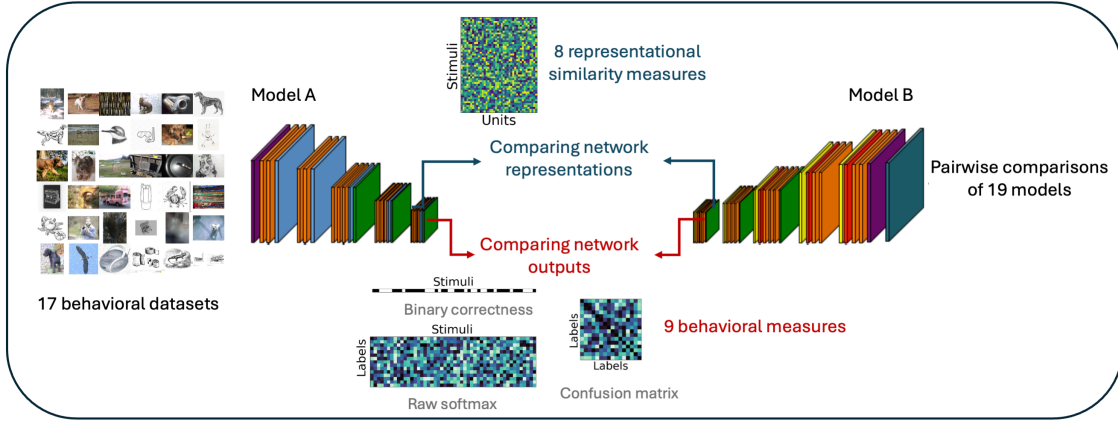 Stimuli
Units
8 representational
similarity measures
Model A
Model B
Comparing network
representations
Pairwise comparisons
of 19 models
Comparing network
outputs
17 behavioral datasets
Stimuli
Binary correctness
Stimuli
Labels
Raw softmax
Labels
Labels
Confusion matrix
9 behavioral measures